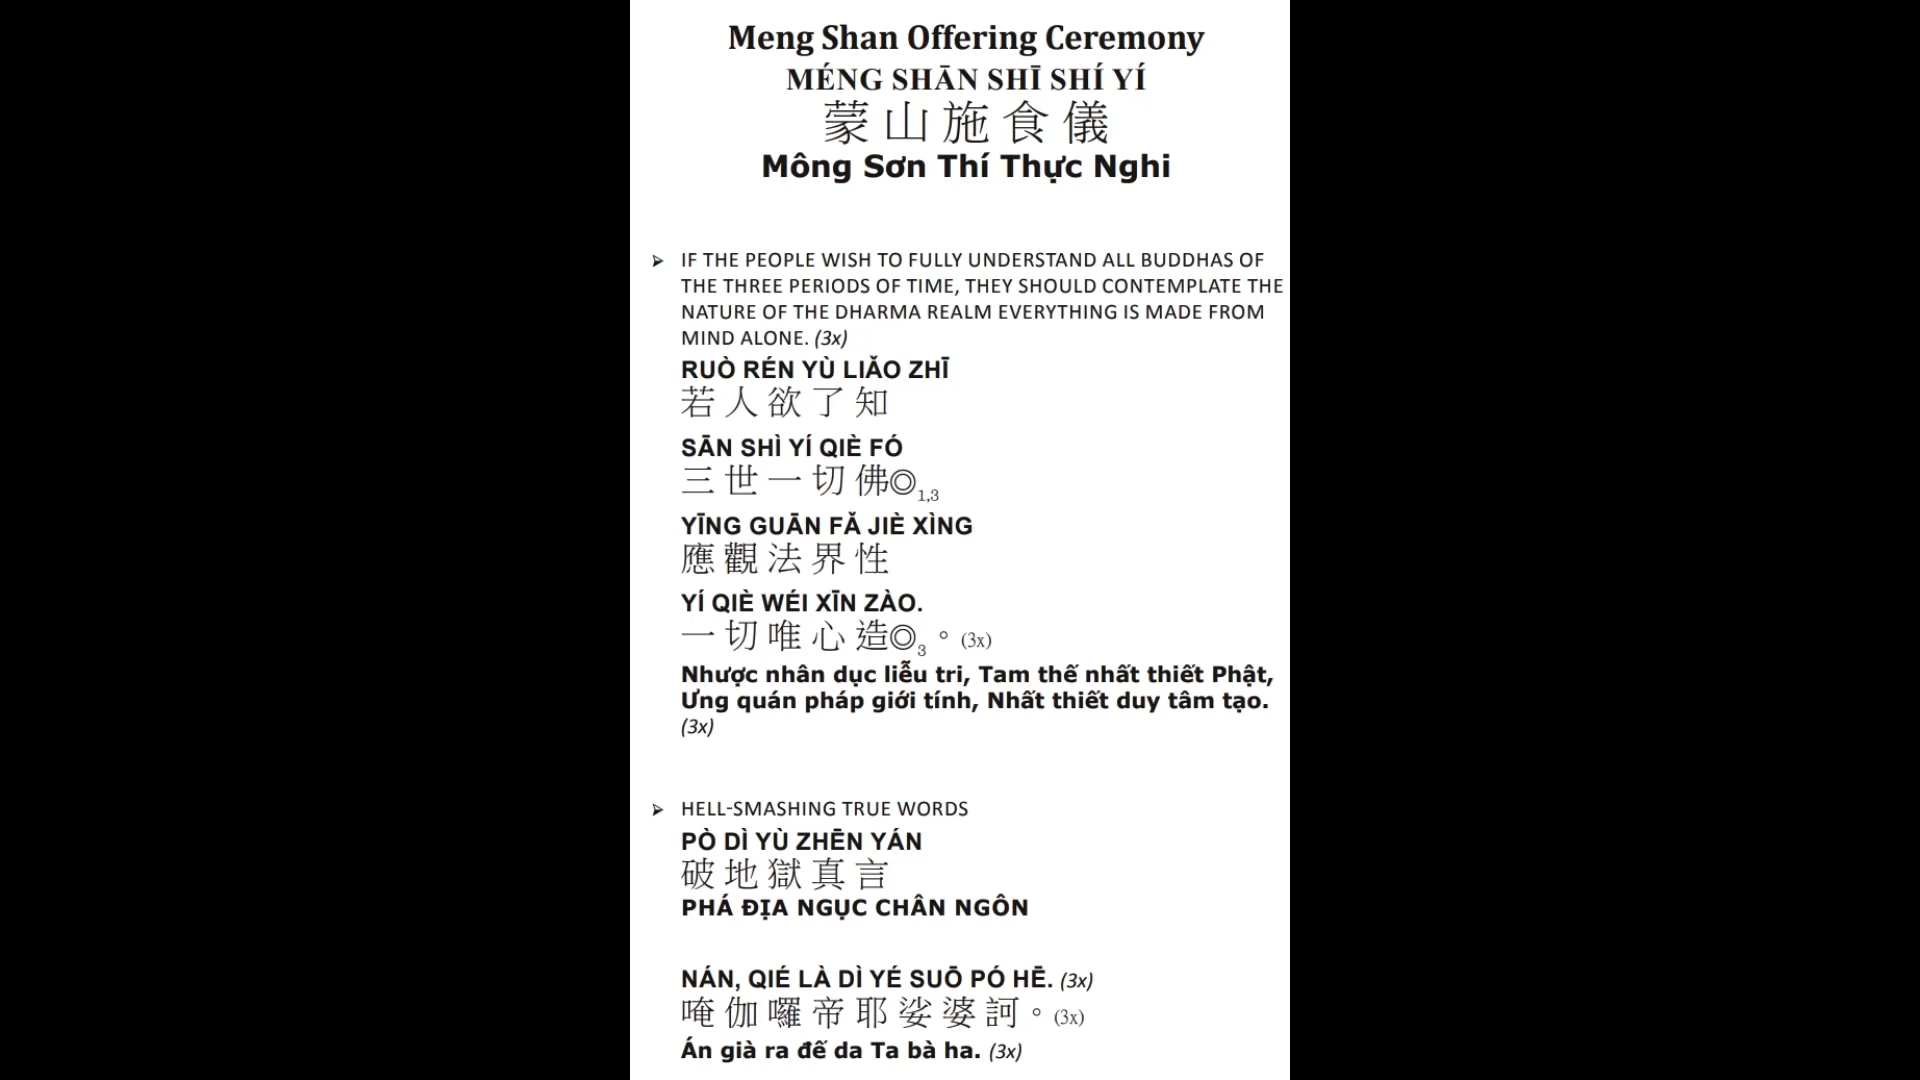 Meng Shan Offering Ceremony
MÉNG SHĀN SHĪ SHÍ YÍ
蒙山施食儀
Mông Sơn Thí Thực Nghi
➢ IF THE PEOPLE WISH TO FULLY UNDERSTAND ALL BUDDHAS OF
THE THREE PERIODS OF TIME, THEY SHOULD CONTEMPLATE THE
NATURE OF THE DHARMA REALM EVERYTHING IS MADE FROM
MIND ALONE. (3x)
RUÒ RÉN YÙ LIǍO ZHĪ
若人欲了知
SĀN SHÌ YÍ QIÈ FÓ
三世一切佛◎1,3
YĪNG GUĀN FǍ JIÈ XÌNG
應觀法界性
YÍ QIÈ WÉI XĪN ZÀO.
一切唯心造◎3。(3x)
Nhược nhân dục liễu tri, Tam thế nhất thiết Phật,
Ưng quán pháp giới tính, Nhất thiết duy tâm tạo.
(3x)
➢ HELL-SMASHING TRUE WORDS
PÒ DÌ YÙ ZHĒN YÁN
破地獄真言
PHÁ ĐỊA NGỤC CHÂN NGÔN
NÁN, QIÉ LÀ DÌ YÉ SUŌ PÓ HĒ. (3x)
唵伽囉帝耶娑婆訶。(3x)
Án già ra đế da Ta bà ha. (3x)